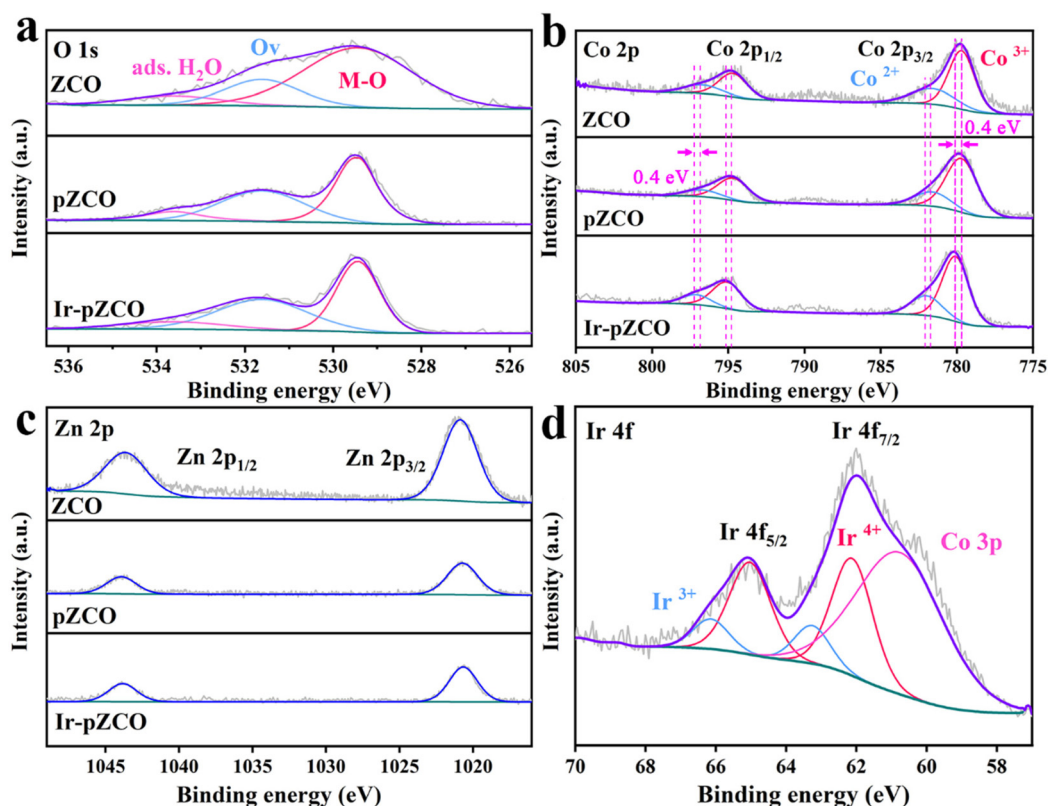 a
O 1s
ZCO
ads. H₂O
Ov
M-O
pZCO
Ir-pZCO
Intensity (a.u.)
536 534 532 530 528 526
Binding energy (eV)
b
Co 2p
Co 2p₁/₂
Co 2p₃/₂
Co ³⁺
Co ²⁺
ZCO
0.4 eV
0.4 eV
pZCO
Ir-pZCO
Intensity (a.u.)
805 800 795 790 785 780 775
Binding energy (eV)
c
Zn 2p
Zn 2p₁/₂
Zn 2p₃/₂
ZCO
pZCO
Ir-pZCO
Intensity (a.u.)
1045 1040 1035 1030 1025 1020
Binding energy (eV)
d
Ir 4f
Ir 4f₇/₂
Ir 4f₅/₂
Ir ⁴⁺
Co 3p
Ir ³⁺
Intensity (a.u.)
70 68 66 64 62 60 58
Binding energy (eV)